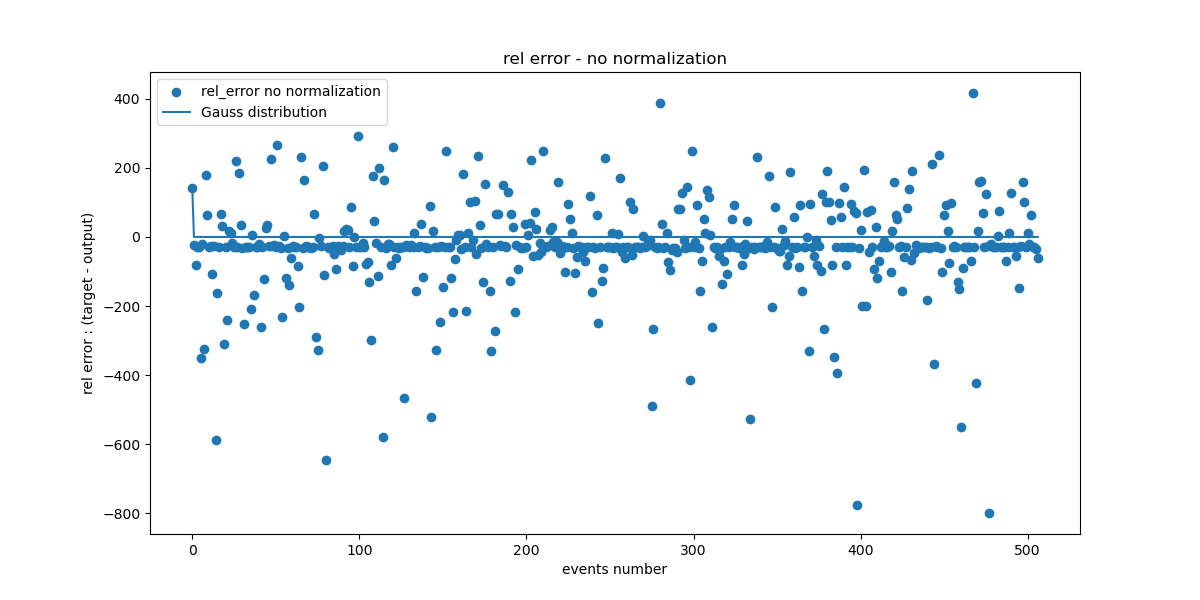 rel error - no normalization
rel_error no normalization
Gauss distribution
400
200
0
−200
−400
−600
−800
rel error : (target - output)
0 100 200 300 400 500
events number